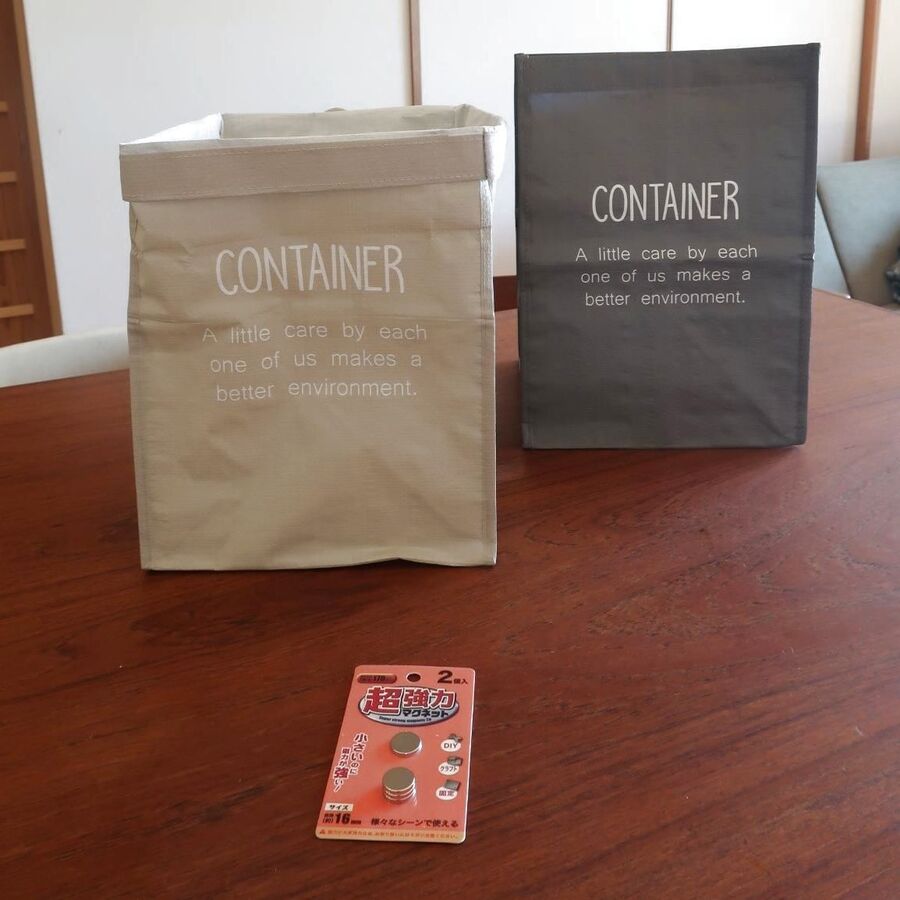 CONTAINER
A little care by each
one of us makes a
better environment.
CONTAINER
A little care by each
one of us makes a
better environment.
2個入
超強力
マグネット
小さいのに
磁力が強い!
DIY
クラフト
固定
サイズ
16mm
様々なシーンで使える